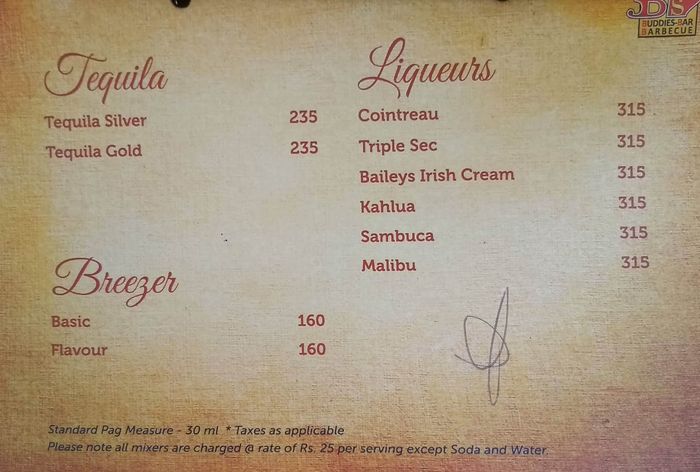 BUDDIES-BAR
BARBECUE
Tequila
Tequila Silver 235
Tequila Gold 235
Breezer
Basic 160
Flavour 160
Liqueurs
Cointreau 315
Triple Sec 315
Baileys Irish Cream 315
Kahlua 315
Sambuca 315
Malibu 315
Standard Pag Measure - 30 ml * Taxes as applicable
Please note all mixers are charged @ rate of Rs. 25 per serving except Soda and Water.